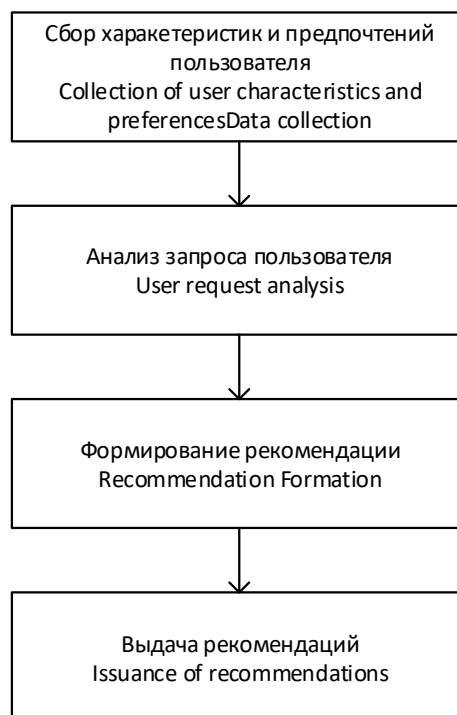 Сбор харакетеристик и предпочтений
пользователя
Collection of user characteristics and
preferencesData collection
Анализ запроса пользователя
User request analysis
Формирование рекомендации
Recommendation Formation
Выдача рекомендаций
Issuance of recommendations